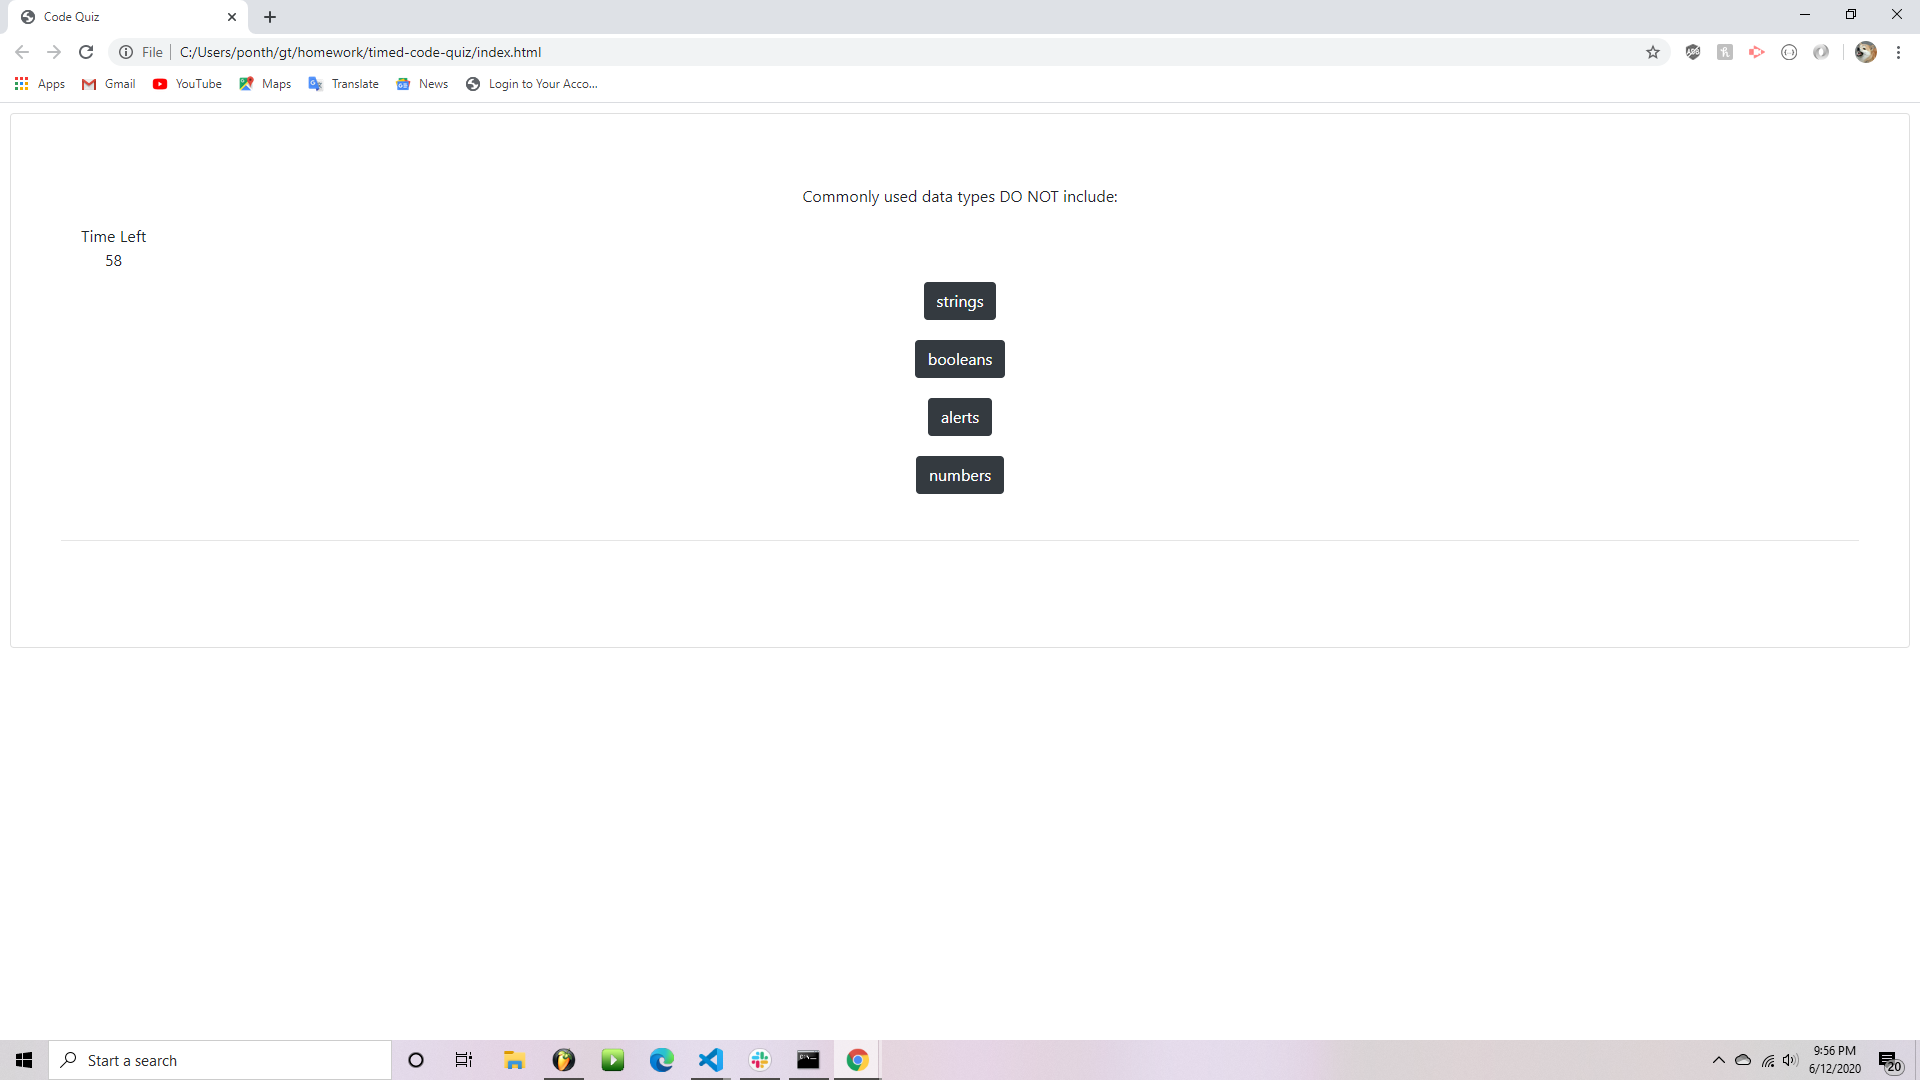 Code Quiz
File C:/Users/ponth/gt/homework/timed-code-quiz/index.html
Apps Gmail YouTube Maps Translate News Login to Your Acco...
Commonly used data types DO NOT include:
Time Left
58
strings
booleans
alerts
numbers
Start a search
9:56 PM
6/12/2020
20